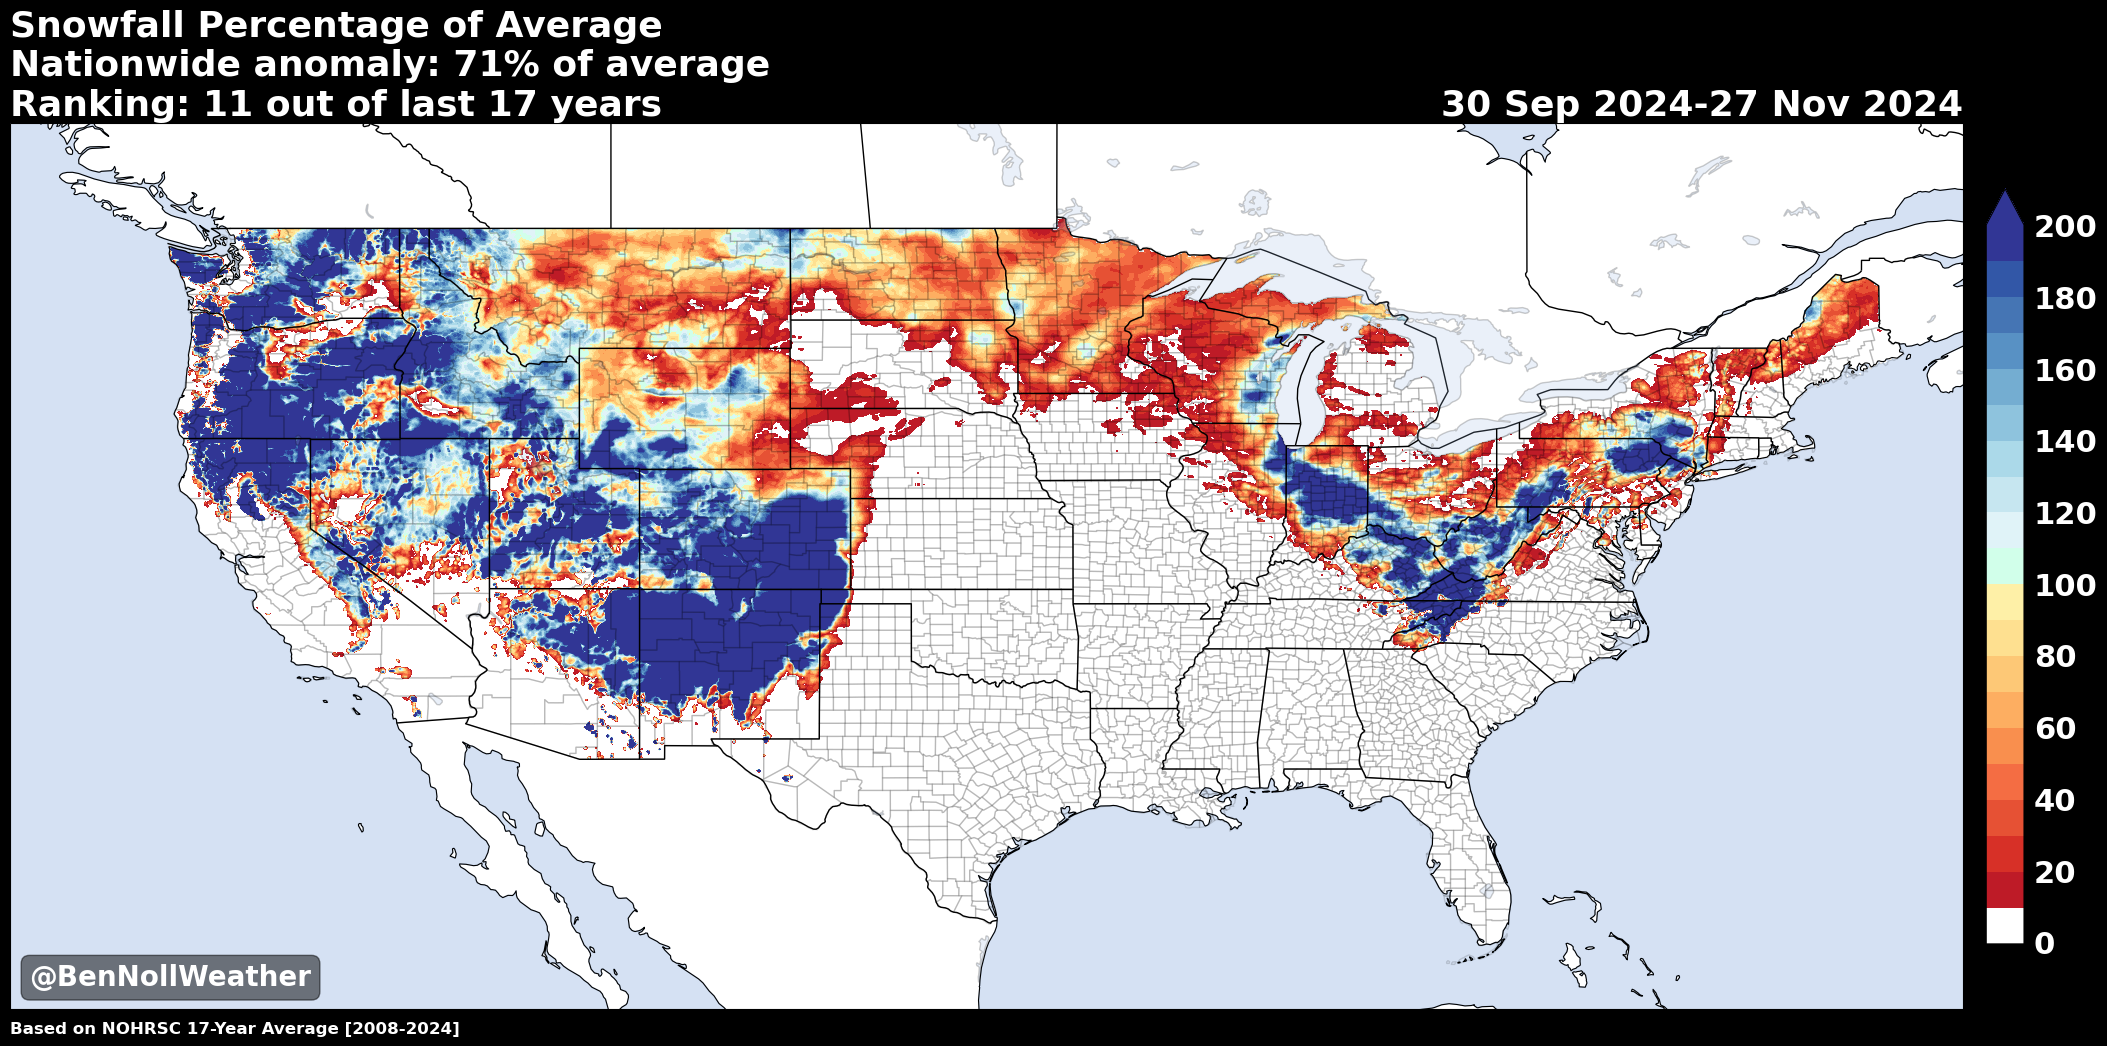 Snowfall Percentage of Average
Nationwide anomaly: 71% of average
Ranking: 11 out of last 17 years
30 Sep 2024-27 Nov 2024
200
180
160
140
120
100
80
60
40
20
0
@BenNollWeather
Based on NOHRSC 17-Year Average [2008-2024]